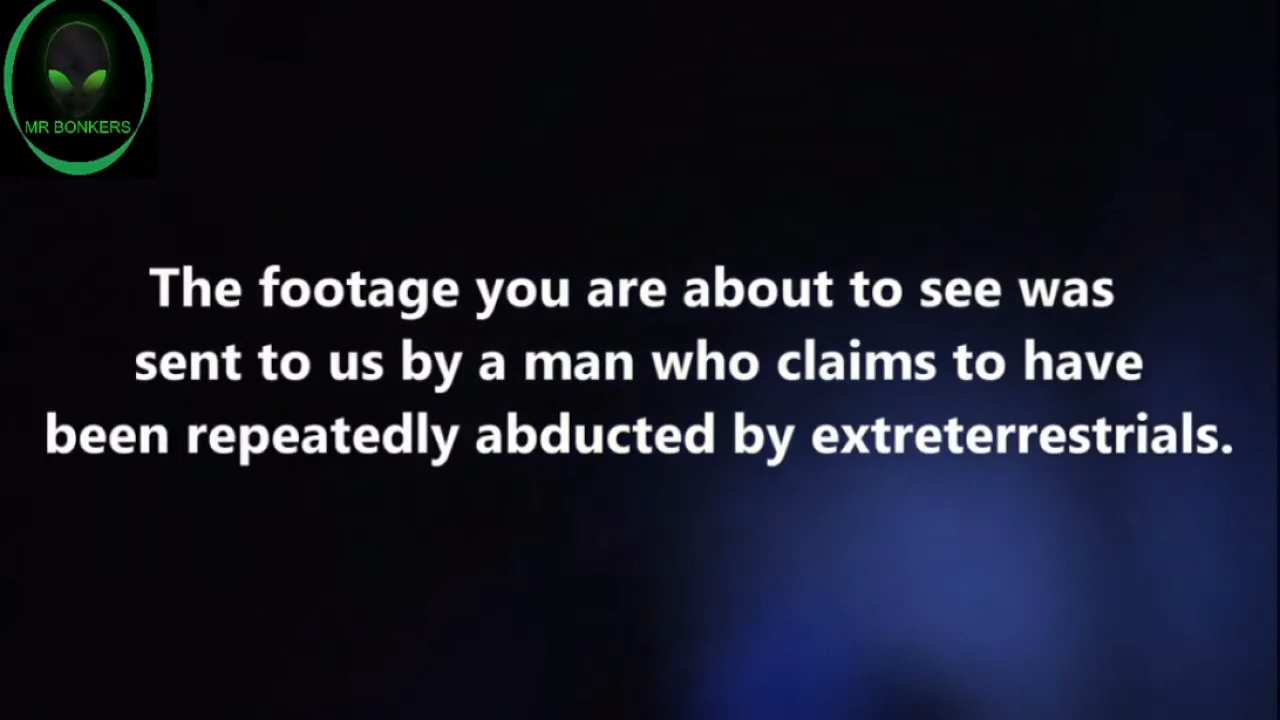 MR BONKERS
The footage you are about to see was
sent to us by a man who claims to have
been repeatedly abducted by extreterrestrials.